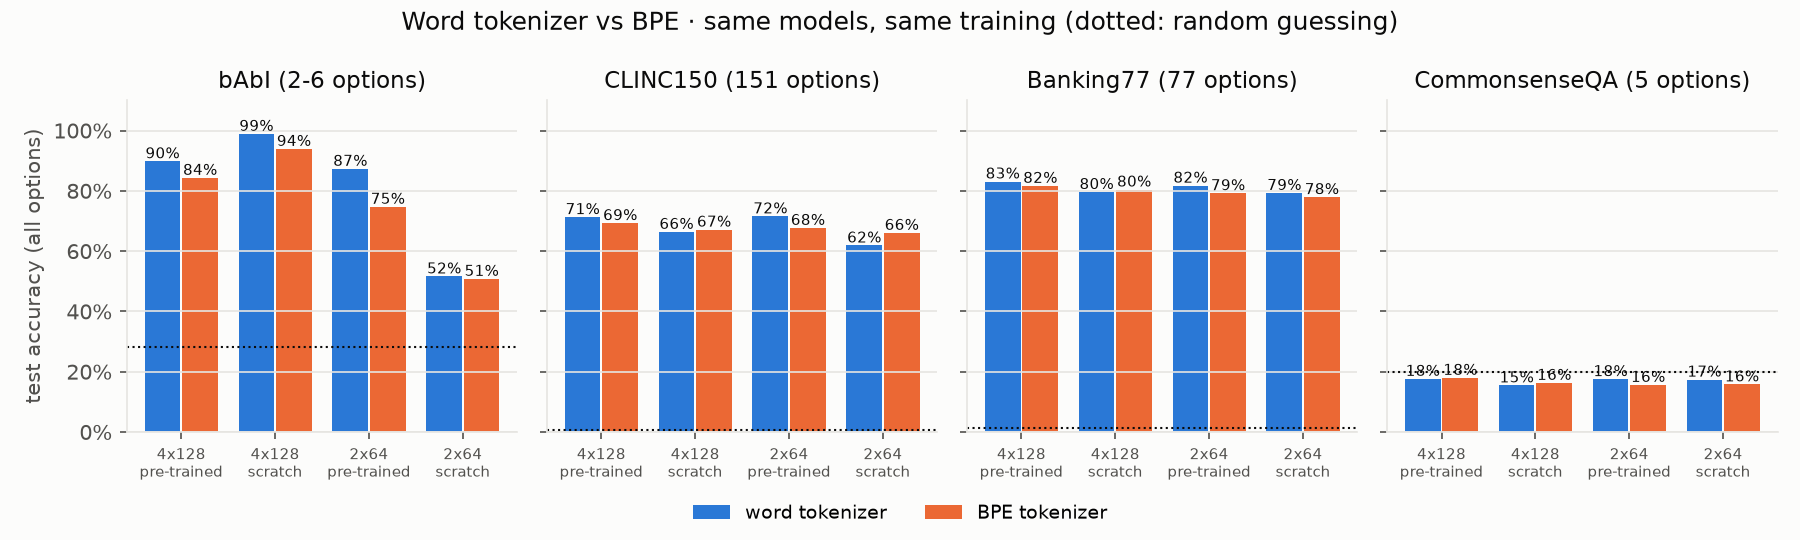 Word tokenizer vs BPE · same models, same training (dotted: random guessing)
bAbI (2-6 options)
CLINC150 (151 options)
Banking77 (77 options)
CommonsenseQA (5 options)
test accuracy (all options)
100%
80%
60%
40%
20%
0%
90% 84% 99% 94% 87% 75% 52% 51%
71% 69% 66% 67% 72% 68% 62% 66%
83% 82% 80% 80% 82% 79% 79% 78%
18% 18% 15% 16% 18% 16% 17% 16%
4x128 4x128 2x64 2x64
pre-trained scratch pre-trained scratch
4x128 4x128 2x64 2x64
pre-trained scratch pre-trained scratch
4x128 4x128 2x64 2x64
pre-trained scratch pre-trained scratch
4x128 4x128 2x64 2x64
pre-trained scratch pre-trained scratch
word tokenizer
BPE tokenizer